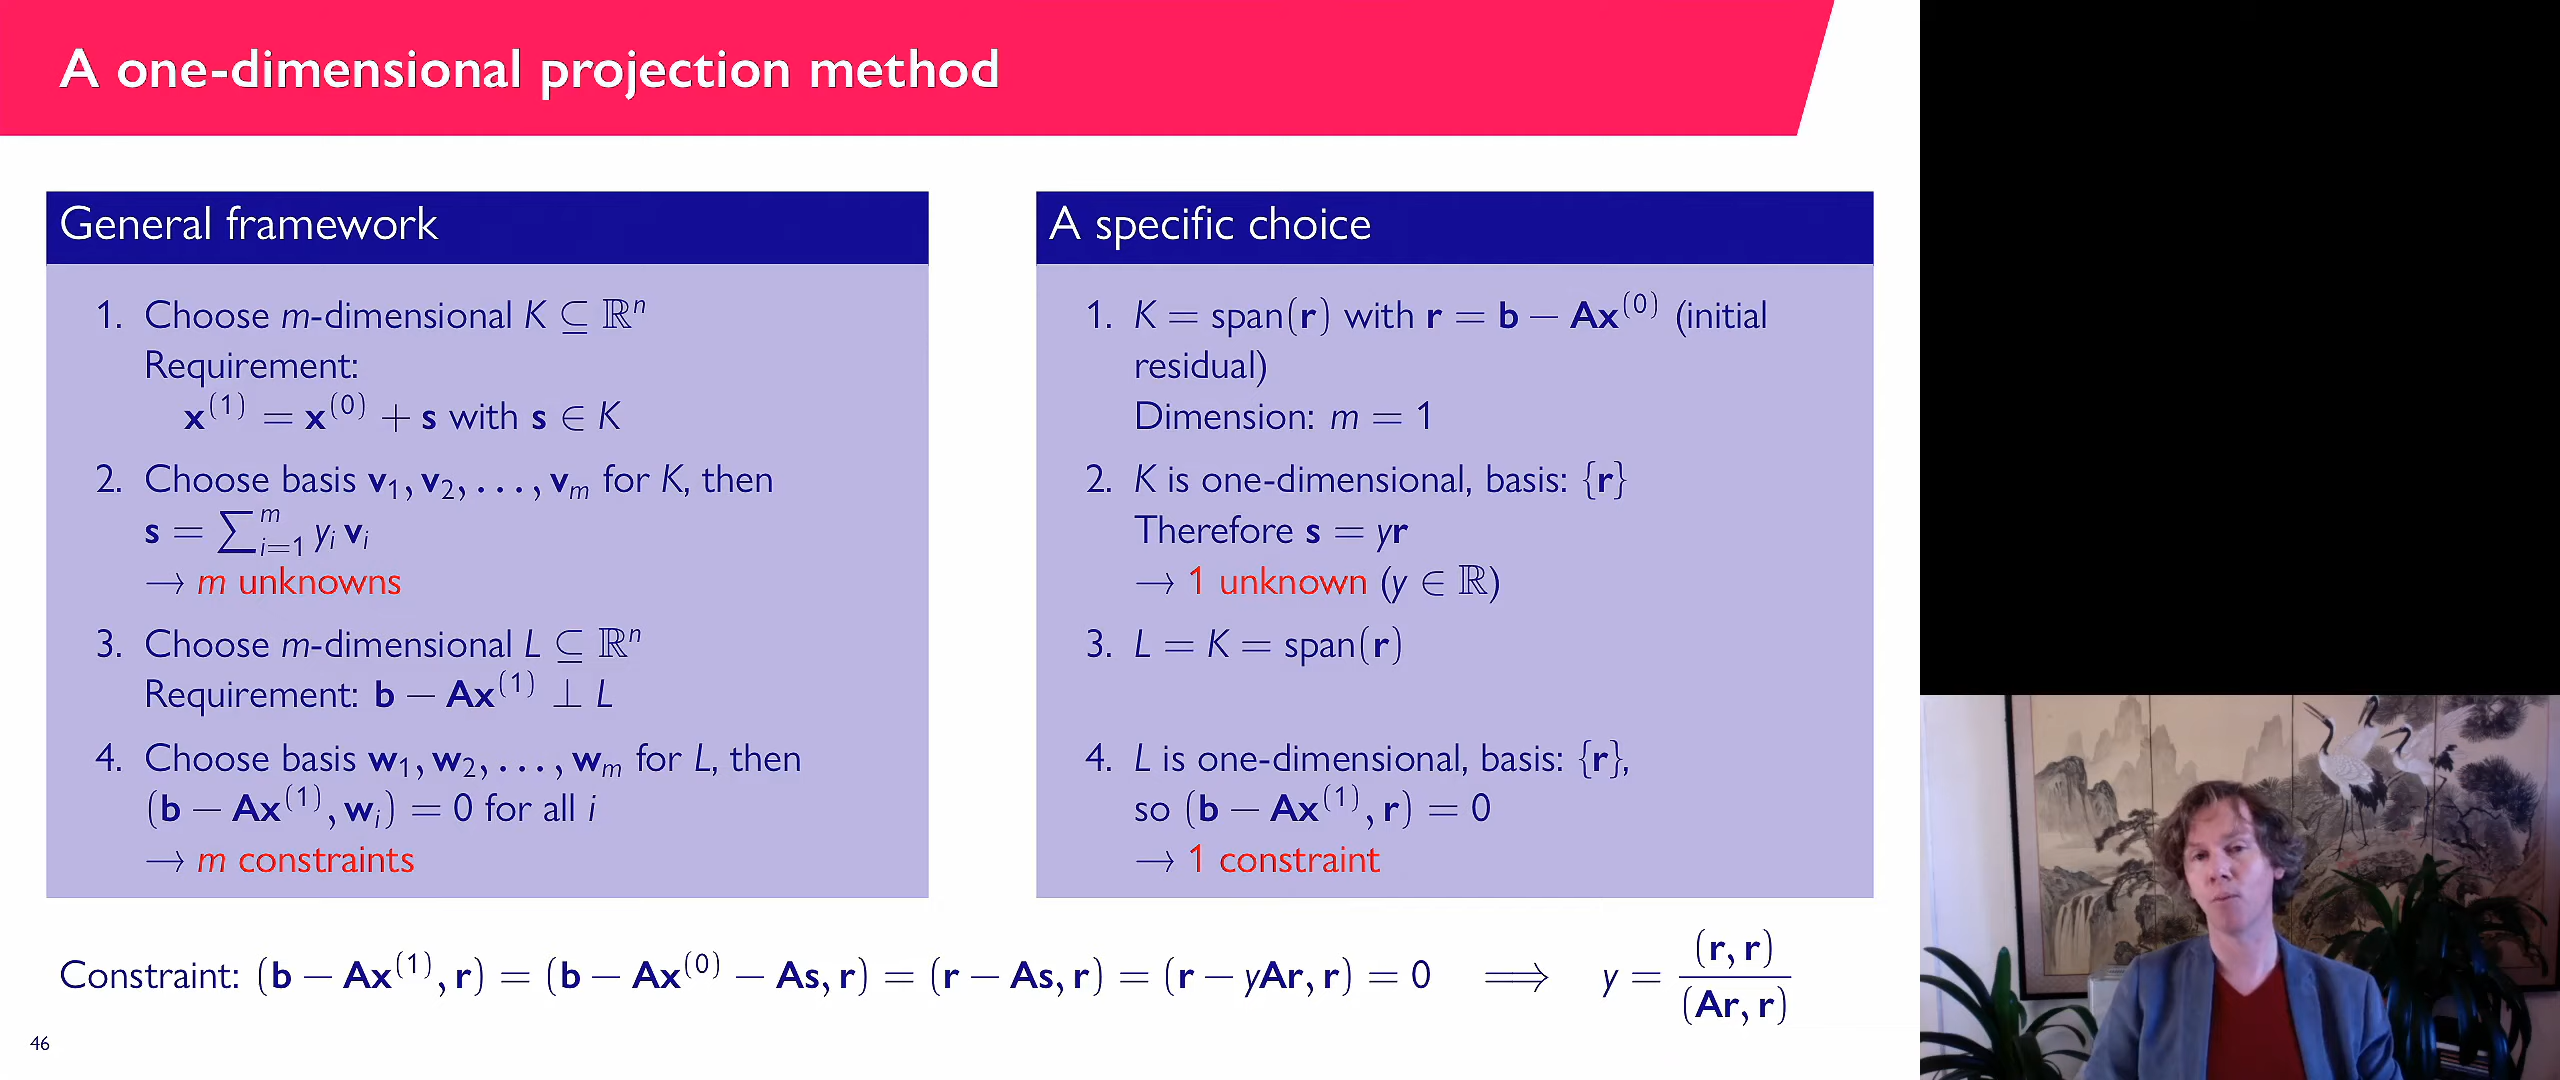 A one-dimensional projection method
General framework
1. Choose m-dimensional K ⊆ ℝⁿ
Requirement:
x⁽¹⁾ = x⁽⁰⁾ + s with s ∈ K
2. Choose basis v₁, v₂, . . . , vₘ for K, then
s = ∑ᵢ₌₁ᵐ yᵢ vᵢ
→ m unknowns
3. Choose m-dimensional L ⊆ ℝⁿ
Requirement: b − Ax⁽¹⁾ ⊥ L
4. Choose basis w₁, w₂, . . . , wₘ for L, then
(b − Ax⁽¹⁾, wᵢ) = 0 for all i
→ m constraints
A specific choice
1. K = span(r) with r = b − Ax⁽⁰⁾ (initial
residual)
Dimension: m = 1
2. K is one-dimensional, basis: {r}
Therefore s = yr
→ 1 unknown (y ∈ ℝ)
3. L = K = span(r)
4. L is one-dimensional, basis: {r},
so (b − Ax⁽¹⁾, r) = 0
→ 1 constraint
Constraint: (b − Ax⁽¹⁾, r) = (b − Ax⁽⁰⁾ − As, r) = (r − As, r) = (r − yAr, r) = 0 ⟹ y = (r, r) / (Ar, r)
46